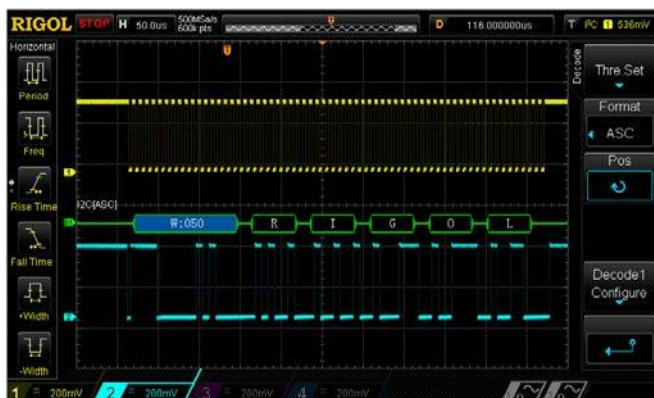 RIGOL STOP H 50.0us 500MSa/s 600k pts D 116.000000us T I²C 1 536mV
Horizontal
Period
Freq
Rise Time
Fall Time
+Width
-Width
I2C[ASC]
W:050 R I G O L
Decode
Thre Set
Format
ASC
Pos
Decode1
Configure
1 = 200mV 2 = 200mV 3 = 200mV 4 = 200mV